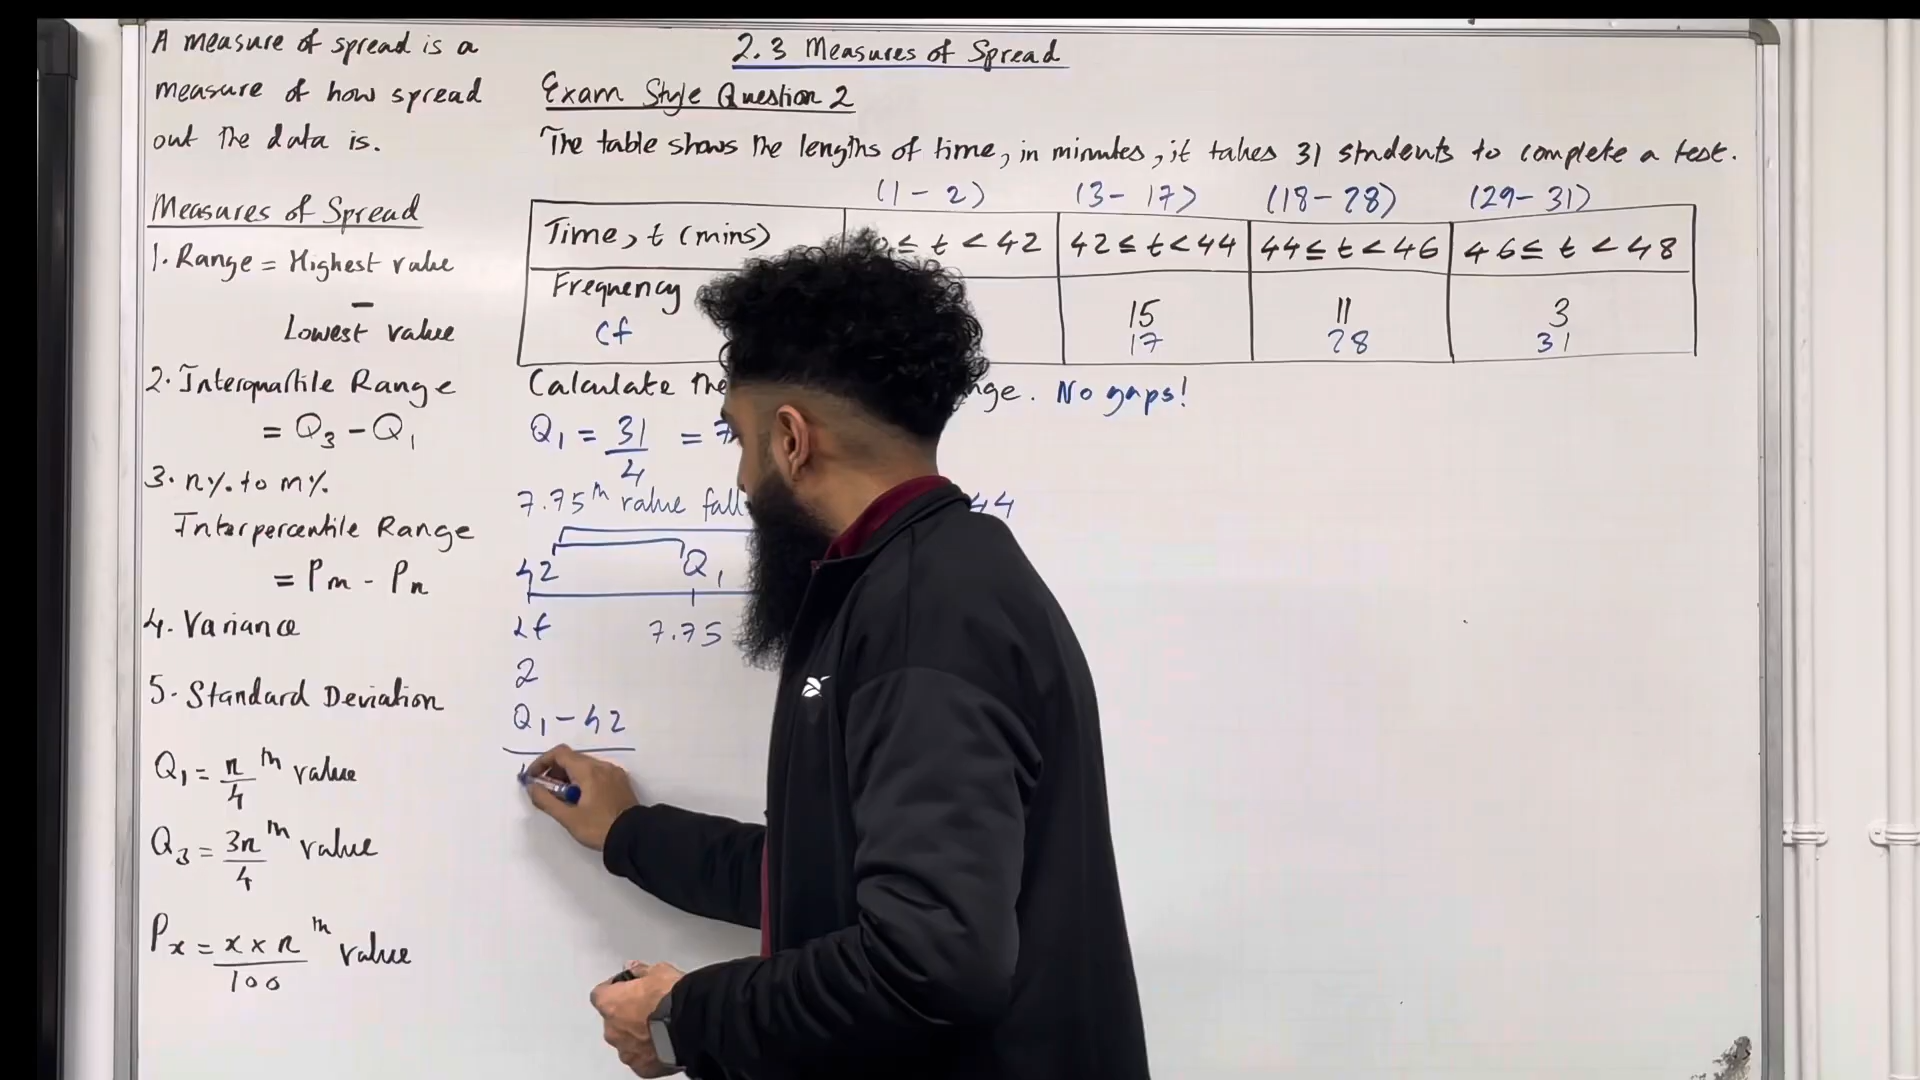 A measure of spread is a
measure of how spread
out the data is.
Measures of Spread
1. Range = Highest value
-
Lowest value
2. Interquartile Range
= Q₃ - Q₁
3. n% to m%
Interpercentile Range
= Pm - Pn
4. Variance
5. Standard Deviation
Q₁ = n/4 th value
Q₃ = 3n/4 th value
Px = x × n/100 th value
2.3 Measures of Spread
Exam Style Question 2
The table shows the lengths of time, in minutes, it takes 31 students to complete a test.
(1 - 2) (3 - 17) (18 - 28) (29 - 31)
Time, t (mins) ≤ t < 42 42 ≤ t < 44 44 ≤ t < 46 46 ≤ t < 48
Frequency 15 11 3
Cf 17 28 31
Calculate the No gaps!
Q₁ = 31/4 =
7.75th value 44
42 Q₁
7.75
2
Q₁ - 42